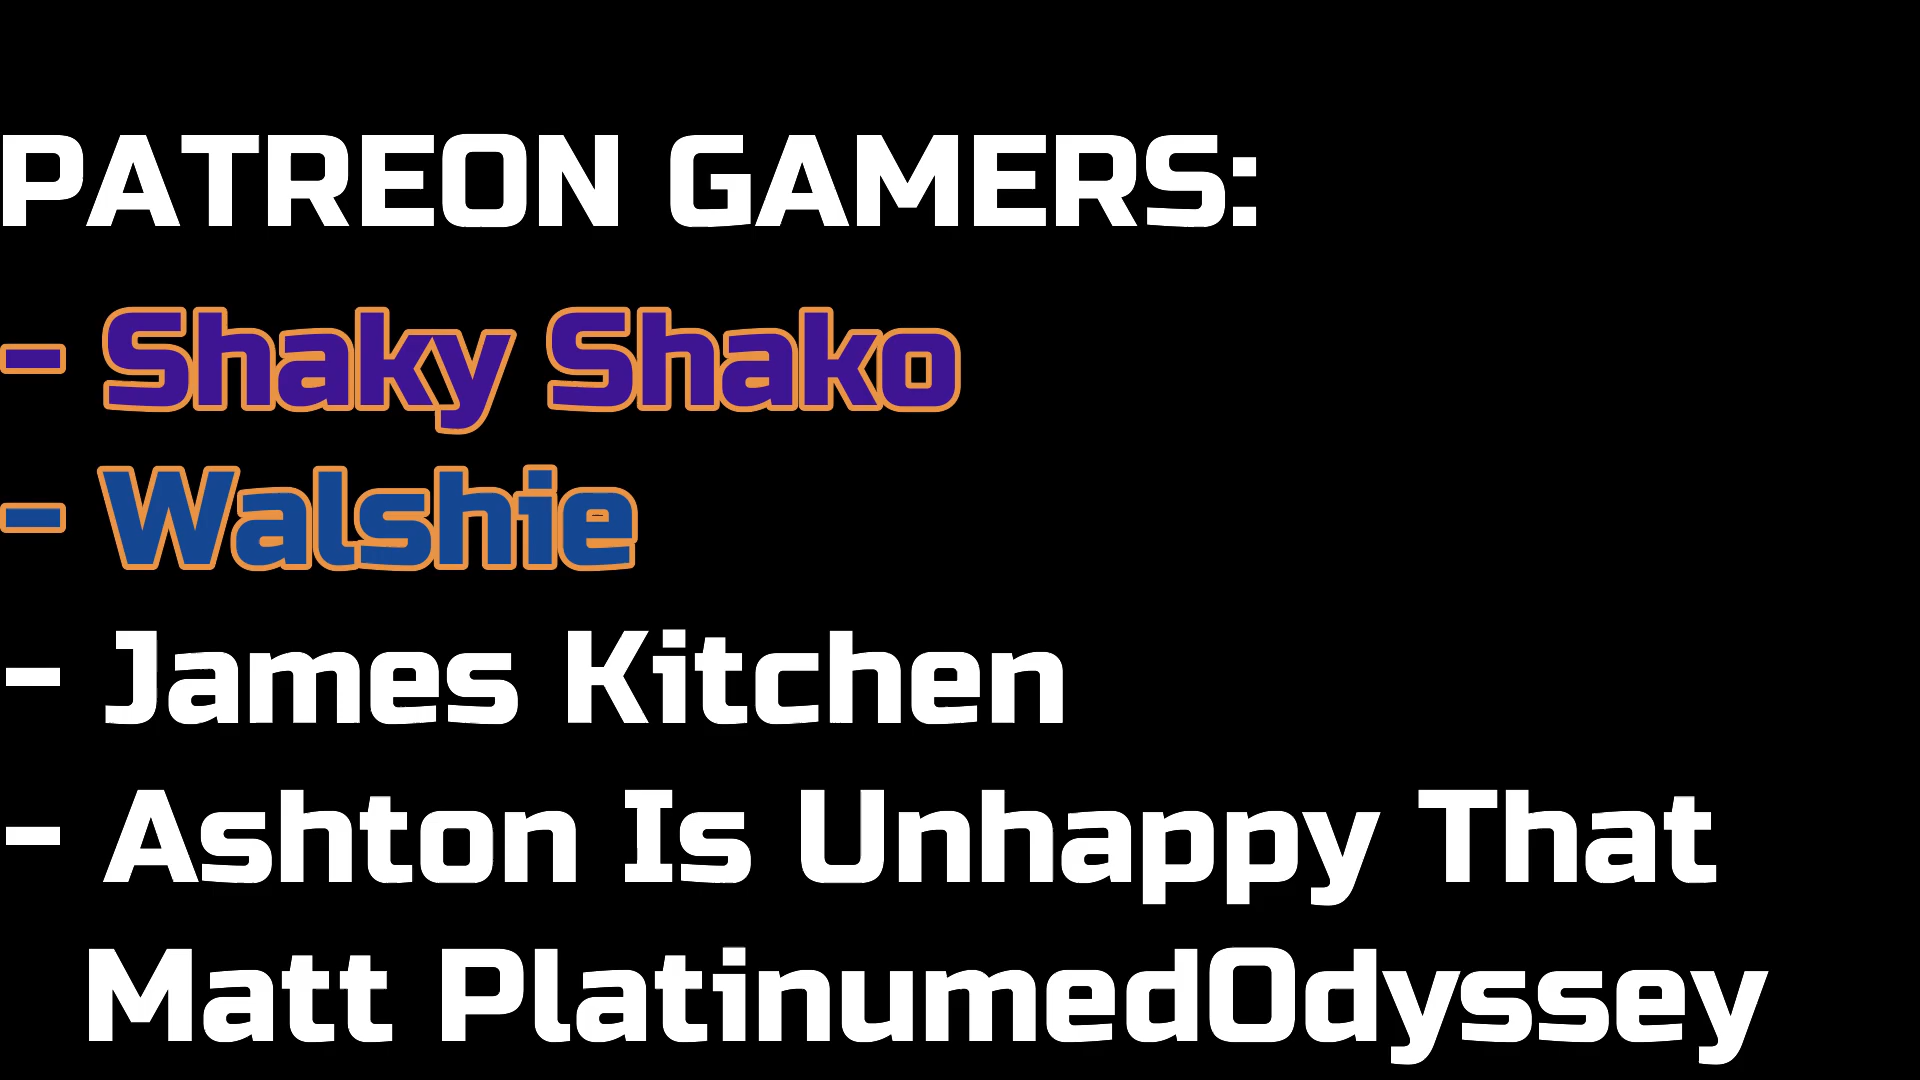 PATREON GAMERS:
- Shaky Shako
- Walshie
- James Kitchen
- Ashton Is Unhappy That
Matt PlatinumedOdyssey